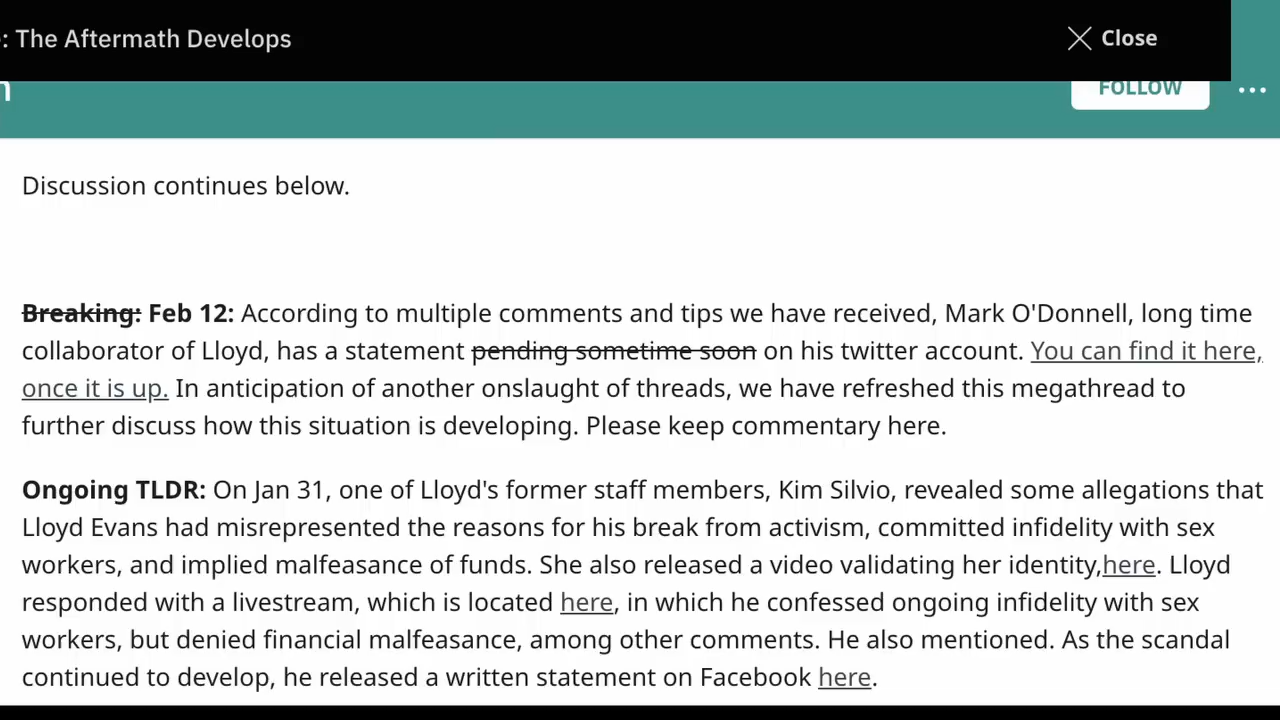 : The Aftermath Develops
Close
FOLLOW
Discussion continues below.
Breaking: Feb 12: According to multiple comments and tips we have received, Mark O'Donnell, long time
collaborator of Lloyd, has a statement pending sometime soon on his twitter account. You can find it here,
once it is up. In anticipation of another onslaught of threads, we have refreshed this megathread to
further discuss how this situation is developing. Please keep commentary here.
Ongoing TLDR: On Jan 31, one of Lloyd's former staff members, Kim Silvio, revealed some allegations that
Lloyd Evans had misrepresented the reasons for his break from activism, committed infidelity with sex
workers, and implied malfeasance of funds. She also released a video validating her identity,here. Lloyd
responded with a livestream, which is located here, in which he confessed ongoing infidelity with sex
workers, but denied financial malfeasance, among other comments. He also mentioned. As the scandal
continued to develop, he released a written statement on Facebook here.